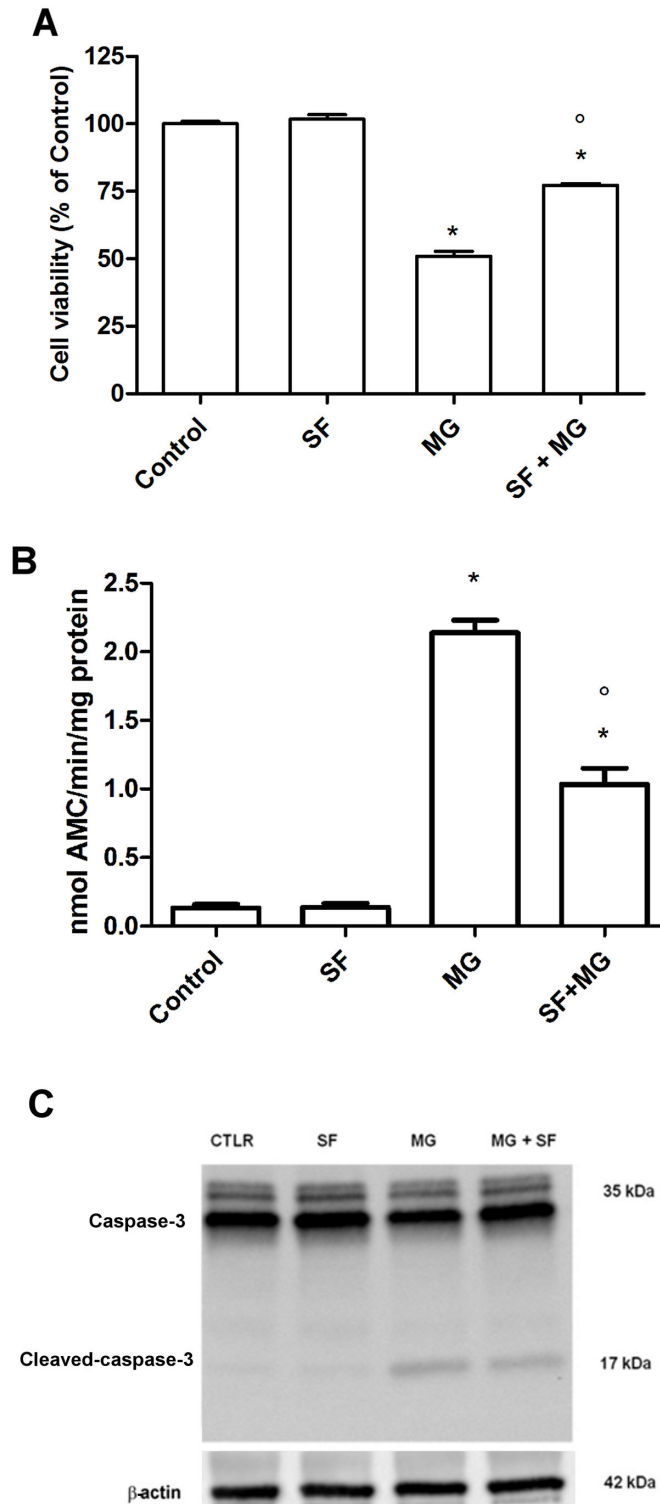 A
Cell viability (% of Control)
125
100
75
50
25
0
*
°
*
Control
SF
MG
SF + MG
B
nmol AMC/min/mg protein
2.5
2.0
1.5
1.0
0.5
0.0
*
°
*
Control
SF
MG
SF+MG
C
CTLR SF MG MG + SF
35 kDa
Caspase-3
Cleaved-caspase-3 17 kDa
β-actin 42 kDa